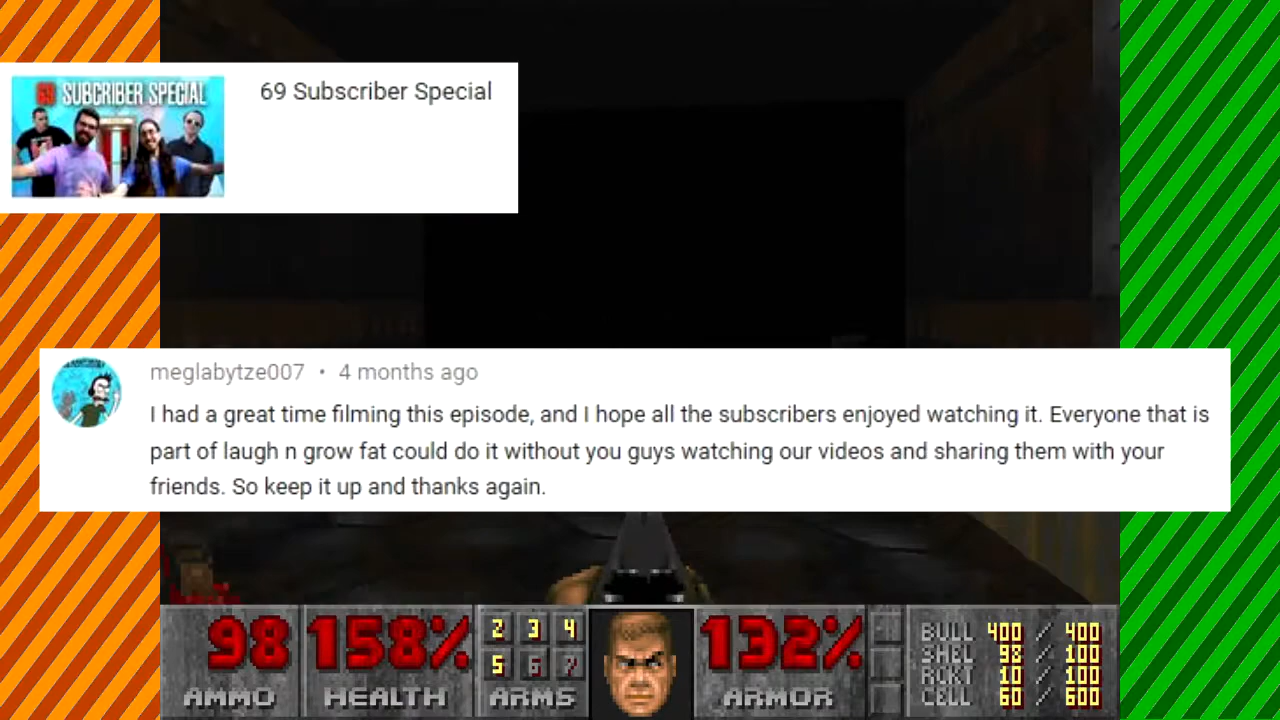 69 SUBCRIBER SPECIAL
69 Subscriber Special
meglabytze007 • 4 months ago
I had a great time filming this episode, and I hope all the subscribers enjoyed watching it. Everyone that is
part of laugh n grow fat could do it without you guys watching our videos and sharing them with your
friends. So keep it up and thanks again.
98 158% 2 3 4 132% BULL 400 / 400
5 6 7 SHEL 98 / 100
RCKT 10 / 100
AMMO HEALTH ARMS ARMOR CELL 60 / 600